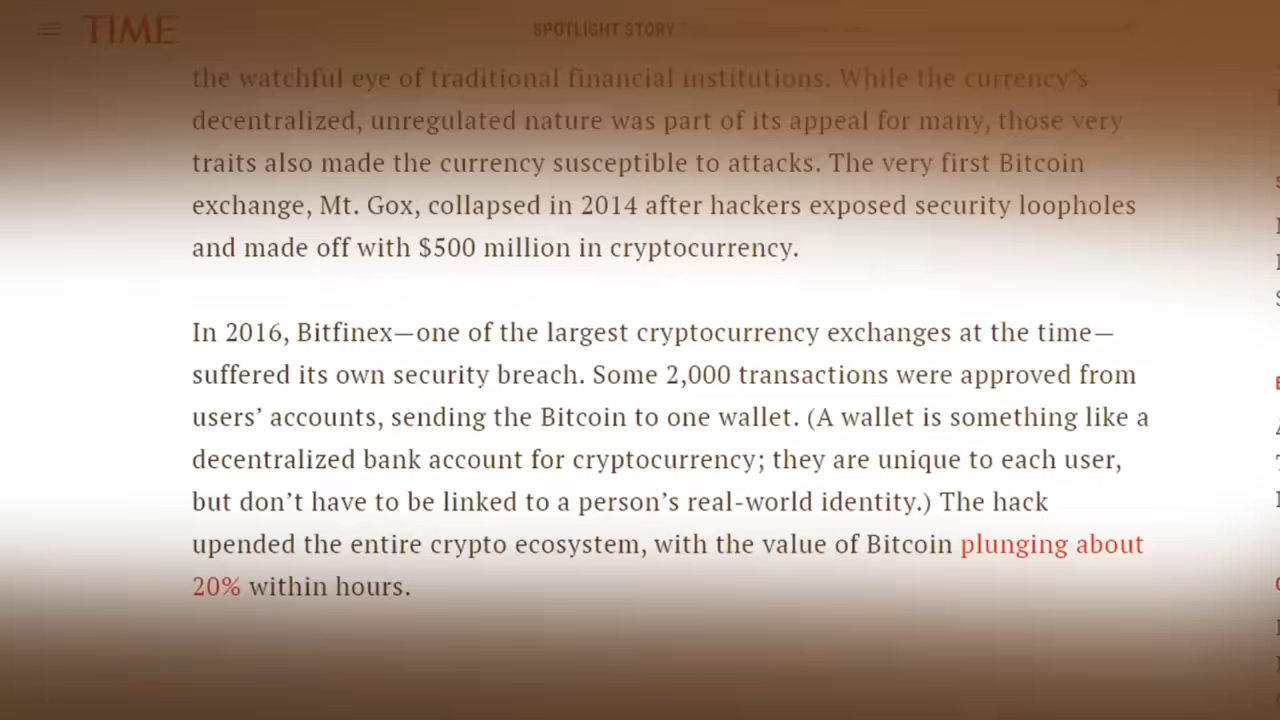 TIME
SPOTLIGHT STORY
the watchful eye of traditional financial institutions. While the currency's
decentralized, unregulated nature was part of its appeal for many, those very
traits also made the currency susceptible to attacks. The very first Bitcoin
exchange, Mt. Gox, collapsed in 2014 after hackers exposed security loopholes
and made off with $500 million in cryptocurrency.
In 2016, Bitfinex—one of the largest cryptocurrency exchanges at the time—
suffered its own security breach. Some 2,000 transactions were approved from
users’ accounts, sending the Bitcoin to one wallet. (A wallet is something like a
decentralized bank account for cryptocurrency; they are unique to each user,
but don’t have to be linked to a person’s real-world identity.) The hack
upended the entire crypto ecosystem, with the value of Bitcoin plunging about
20% within hours.